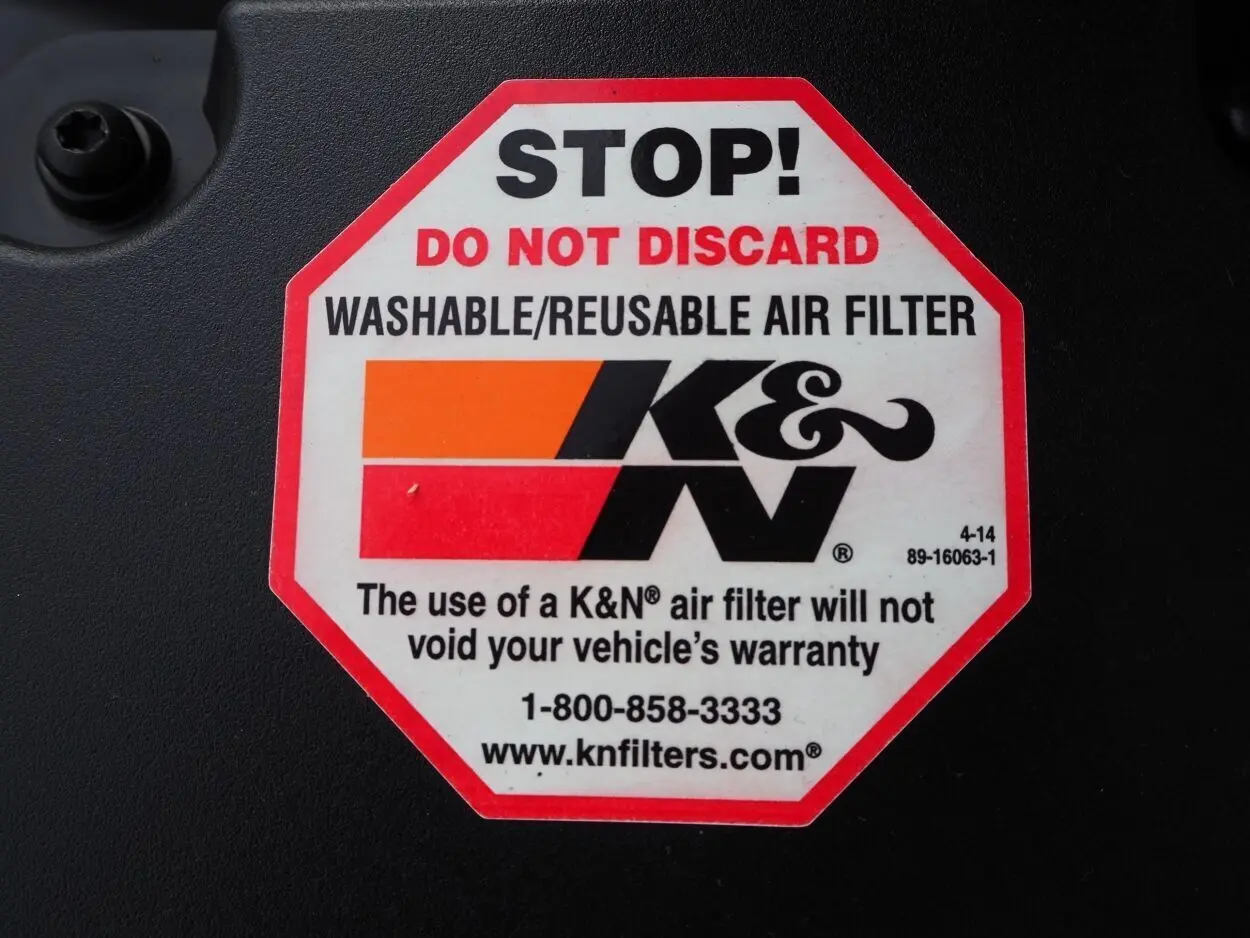 STOP!
DO NOT DISCARD
WASHABLE/REUSABLE AIR FILTER
K&
N®
4-14
89-16063-1
The use of a K&N® air filter will not
void your vehicle's warranty
1-800-858-3333
www.knfilters.com®